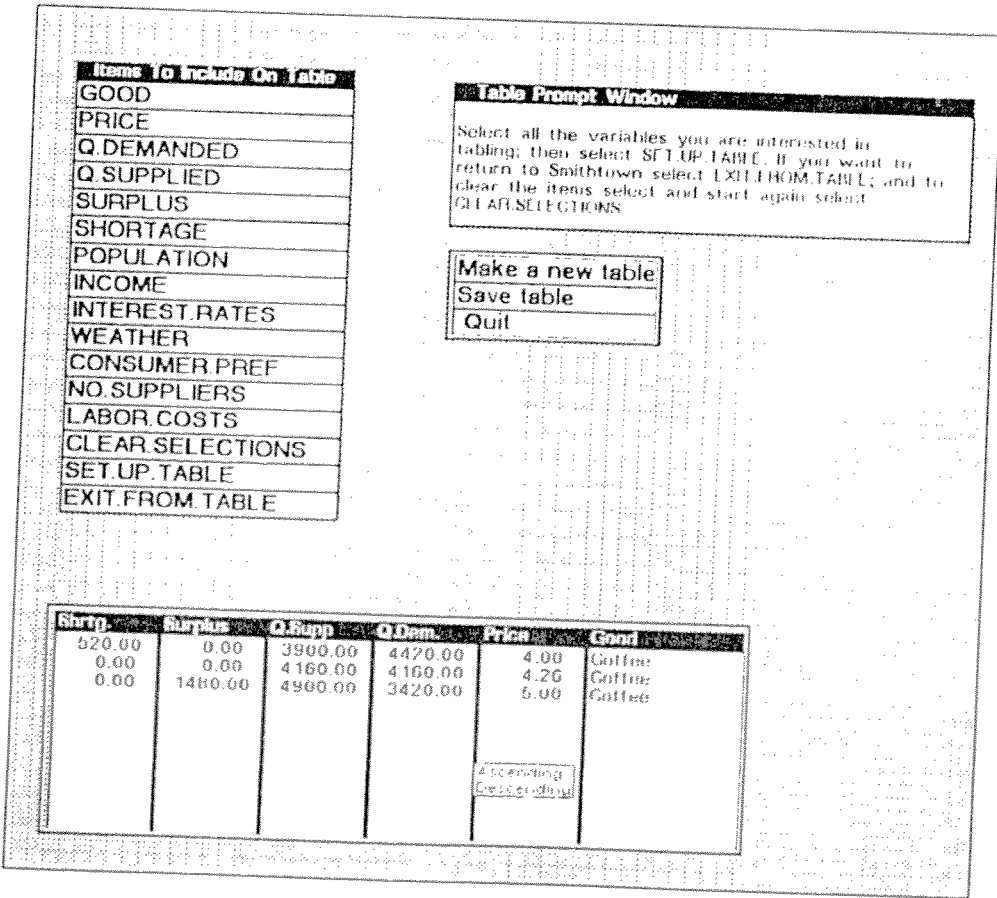 Items To Include On Table
GOOD
PRICE
Q.DEMANDED
Q.SUPPLIED
SURPLUS
SHORTAGE
POPULATION
INCOME
INTEREST.RATES
WEATHER
CONSUMER.PREF
NO.SUPPLIERS
LABOR.COSTS
CLEAR.SELECTIONS
SET.UP.TABLE
EXIT.FROM.TABLE
Table Prompt Window
Select all the variables you are interested in
tabling; then select SET.UP.TABLE. If you want to
return to Smithtown select EXIT.FROM.TABLE; and to
clear the items select and start again select
CLEAR.SELECTIONS
Make a new table
Save table
Quit
Shrtg. Surplus Q.Supp Q.Dem. Price Good
520.00 0.00 3900.00 4420.00 4.00 Coffee
0.00 0.00 4160.00 4160.00 4.20 Coffee
0.00 1480.00 4900.00 3420.00 5.00 Coffee
Ascending
Descending